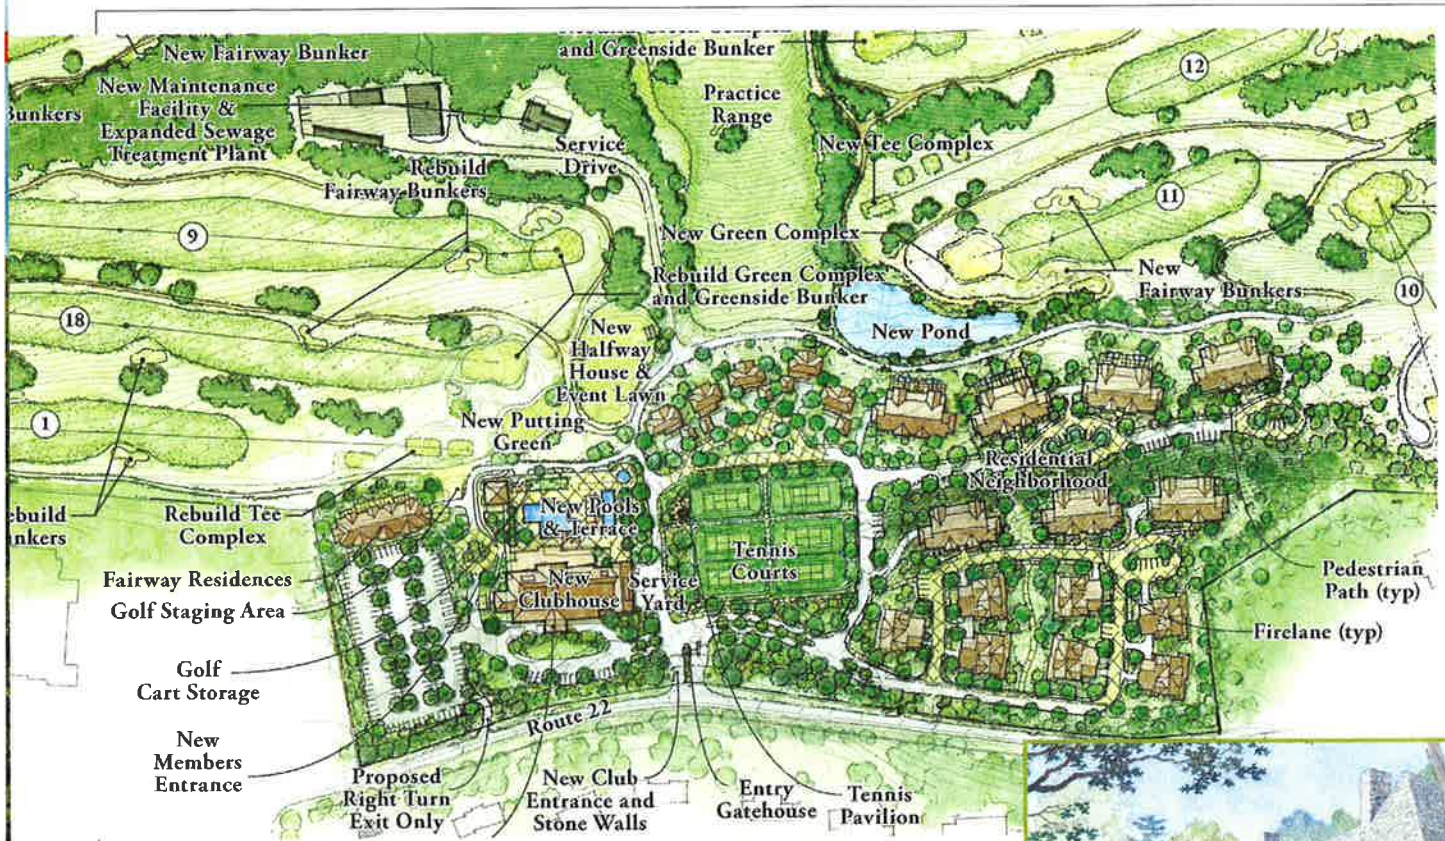 New Fairway Bunker
and Greenside Bunker
12
New Maintenance
Facility &
Expanded Sewage
Treatment Plant
Bunkers
Practice
Range
Service
Drive
New Tee Complex
Rebuild
Fairway Bunkers
11
9
New Green Complex
Rebuild Green Complex
and Greenside Bunker
New
Fairway Bunkers
10
18
New Pond
New
Halfway
House &
Event Lawn
1
New Putting
Green
Residential
Neighborhood
Rebuild Tee
Complex
New Pools
& Terrace
Tennis
Courts
Fairway Residences
Golf Staging Area
New
Clubhouse
Service
Yard
Pedestrian
Path (typ)
Firelane (typ)
Golf
Cart Storage
Route 22
New
Members
Entrance
Proposed
Right Turn
Exit Only
New Club
Entrance and
Stone Walls
Entry
Gatehouse
Tennis
Pavilion